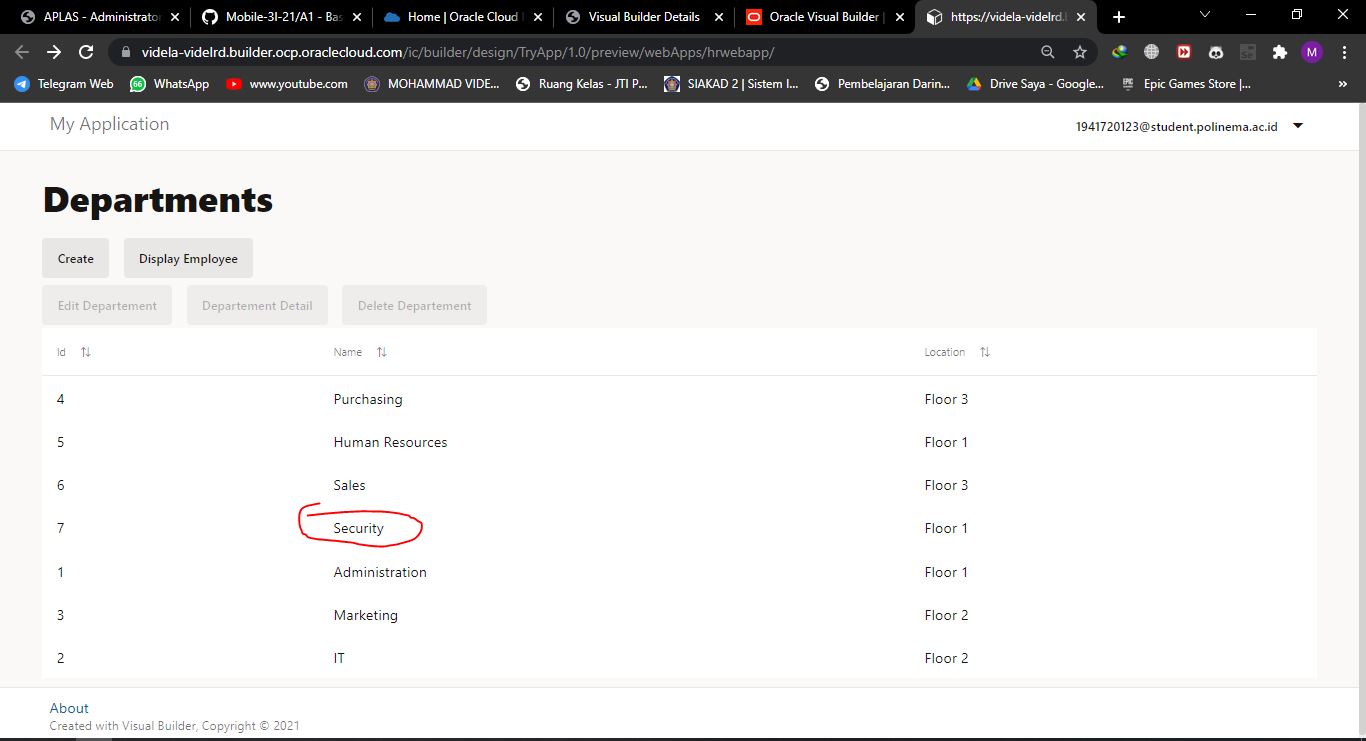 APLAS - Administrator
Mobile-3I-21/A1 - Bas
Home | Oracle Cloud
Visual Builder Details
Oracle Visual Builder |
https://videla-videlrd.
videla-videlrd.builder.ocp.oraclecloud.com/ic/builder/design/TryApp/1.0/preview/webApps/hrwebapp/
M
Telegram Web
66 WhatsApp
www.youtube.com
MOHAMMAD VIDE...
Ruang Kelas - JTI P...
SIAKAD 2 | Sistem I...
Pembelajaran Darin...
Drive Saya - Google...
Epic Games Store |...
»
My Application
1941720123@student.polinema.ac.id
Departments
Create Display Employee
Edit Departement Departement Detail Delete Departement
Id Name Location
4 Purchasing Floor 3
5 Human Resources Floor 1
6 Sales Floor 3
7 Security Floor 1
1 Administration Floor 1
3 Marketing Floor 2
2 IT Floor 2
About
Created with Visual Builder, Copyright © 2021